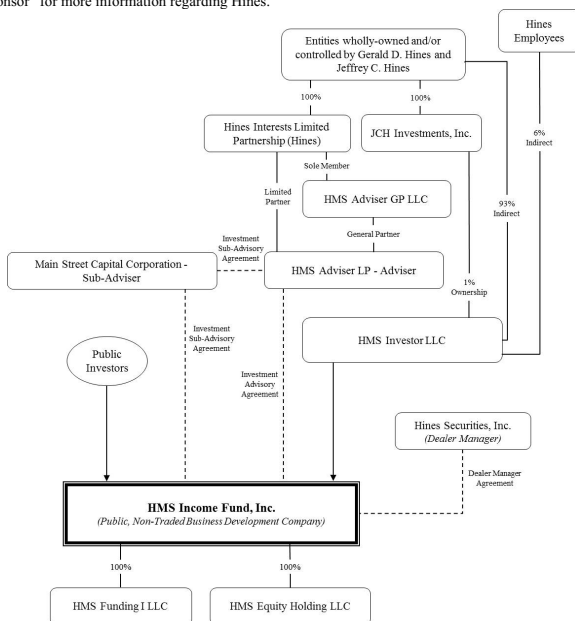 onsor" for more information regarding Hines.
Hines
Employees
Entities wholly-owned and/or
controlled by Gerald D. Hines and
Jeffrey C. Hines
100%
100%
Hines Interests Limited
Partnership (Hines)
JCH Investments, Inc.
6%
Indirect
Sole Member
Limited
Partner
HMS Adviser GP LLC
93%
Indirect
General Partner
Investment
Sub-Advisory
Agreement
Main Street Capital Corporation -
Sub-Adviser
HMS Adviser LP - Adviser
1%
Ownership
Investment
Sub-Advisory
Agreement
HMS Investor LLC
Public
Investors
Investment
Advisory
Agreement
Hines Securities, Inc.
(Dealer Manager)
Dealer Manager
Agreement
HMS Income Fund, Inc.
(Public, Non-Traded Business Development Company)
100%
100%
HMS Funding I LLC
HMS Equity Holding LLC